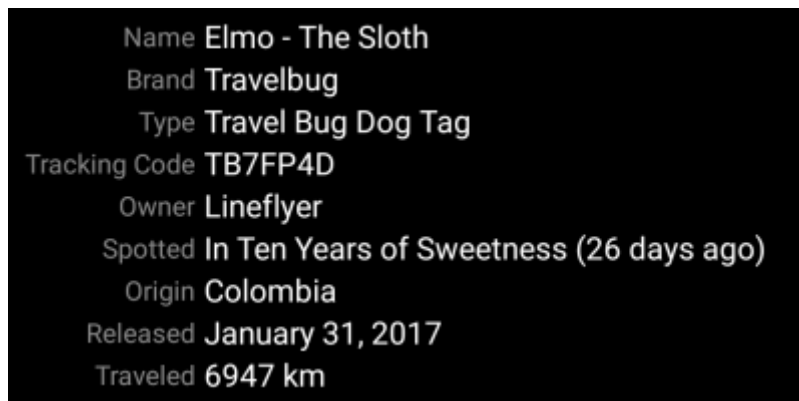 Name Elmo - The Sloth
Brand Travelbug
Type Travel Bug Dog Tag
Tracking Code TB7FP4D
Owner Lineflyer
Spotted In Ten Years of Sweetness (26 days ago)
Origin Colombia
Released January 31, 2017
Traveled 6947 km